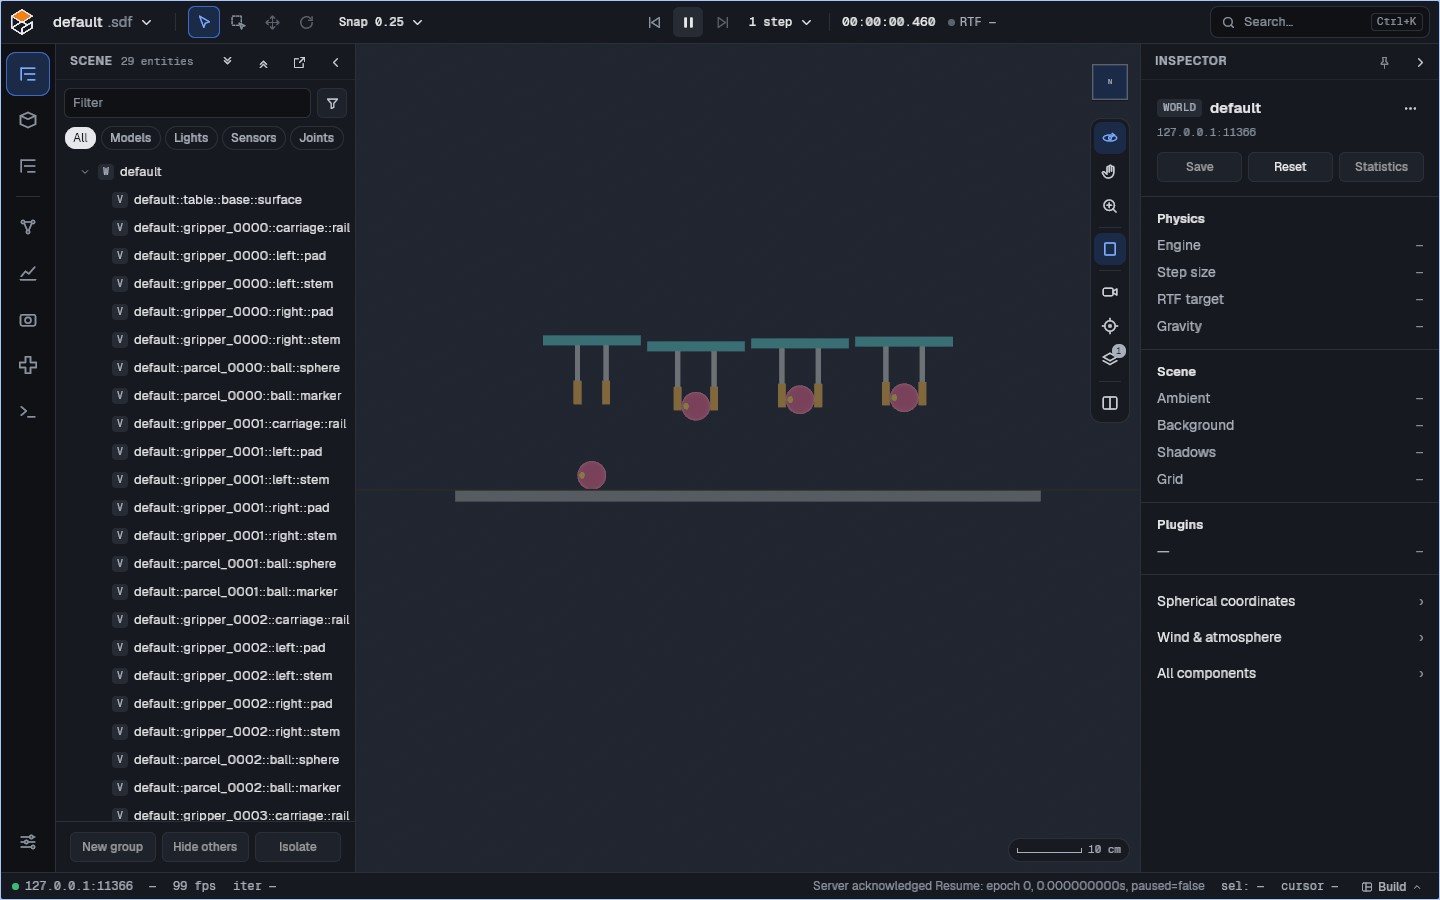 default .sdf
Snap 0.25
1 step
00:00:00.460
RTF –
Search...
Ctrl+K
SCENE 29 entities
Filter
All
Models
Lights
Sensors
Joints
W default
V default::table::base::surface
V default::gripper_0000::carriage::rail
V default::gripper_0000::left::pad
V default::gripper_0000::left::stem
V default::gripper_0000::right::pad
V default::gripper_0000::right::stem
V default::parcel_0000::ball::sphere
V default::parcel_0000::ball::marker
V default::gripper_0001::carriage::rail
V default::gripper_0001::left::pad
V default::gripper_0001::left::stem
V default::gripper_0001::right::pad
V default::gripper_0001::right::stem
V default::parcel_0001::ball::sphere
V default::parcel_0001::ball::marker
V default::gripper_0002::carriage::rail
V default::gripper_0002::left::pad
V default::gripper_0002::left::stem
V default::gripper_0002::right::pad
V default::gripper_0002::right::stem
V default::parcel_0002::ball::sphere
V default::parcel_0002::ball::marker
V default::gripper_0003::carriage::rail
New group
Hide others
Isolate
N
1
10 cm
INSPECTOR
WORLD default
127.0.0.1:11366
Save
Reset
Statistics
Physics
Engine –
Step size –
RTF target –
Gravity –
Scene
Ambient –
Background –
Shadows –
Grid –
Plugins
— –
Spherical coordinates
Wind & atmosphere
All components
127.0.0.1:11366 – 99 fps iter –
Server acknowledged Resume: epoch 0, 0.000000000s, paused=false sel: – cursor – Build